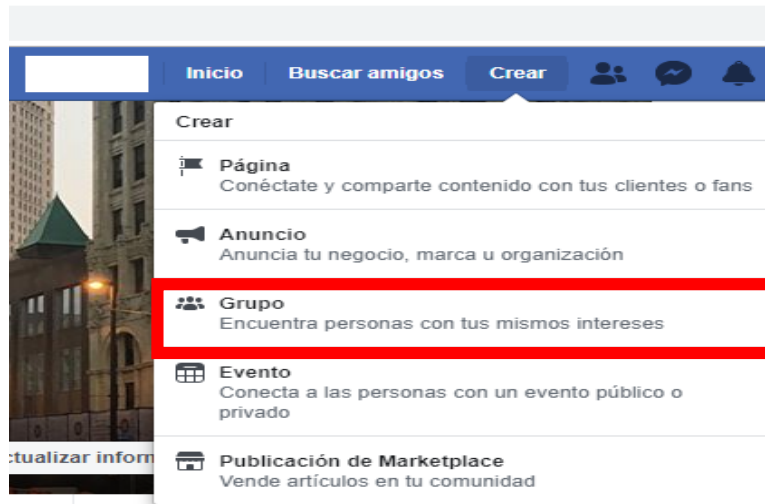 Inicio Buscar amigos Crear
Crear
Página
Conéctate y comparte contenido con tus clientes o fans
Anuncio
Anuncia tu negocio, marca u organización
Grupo
Encuentra personas con tus mismos intereses
Evento
Conecta a las personas con un evento público o
privado
Publicación de Marketplace
Vende artículos en tu comunidad
ctualizar inforn